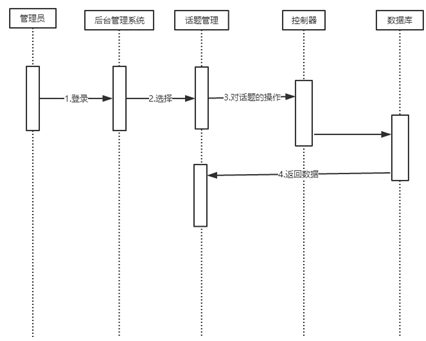 管理员
后台管理系统
话题管理
控制器
数据库
1.登录
2.选择
3.对话题的操作
4.返回数据